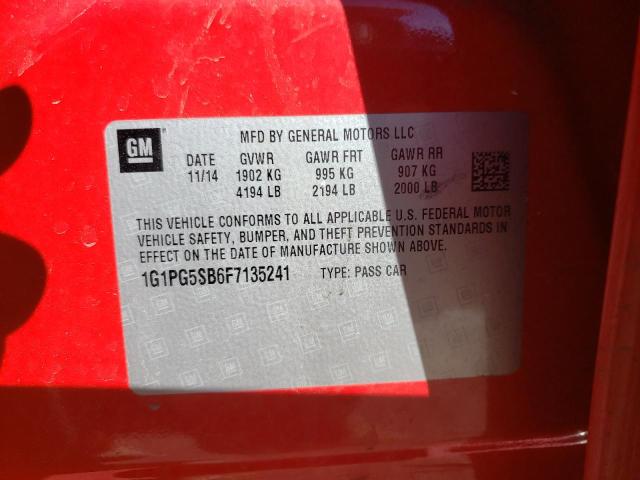 GM
MFD BY GENERAL MOTORS LLC
DATE GVWR GAWR FRT GAWR RR
11/14 1902 KG 995 KG 907 KG
4194 LB 2194 LB 2000 LB
THIS VEHICLE CONFORMS TO ALL APPLICABLE U.S. FEDERAL MOTOR
VEHICLE SAFETY, BUMPER, AND THEFT PREVENTION STANDARDS IN
EFFECT ON THE DATE OF MANUFACTURE SHOWN ABOVE.
1G1PG5SB6F7135241 TYPE: PASS CAR